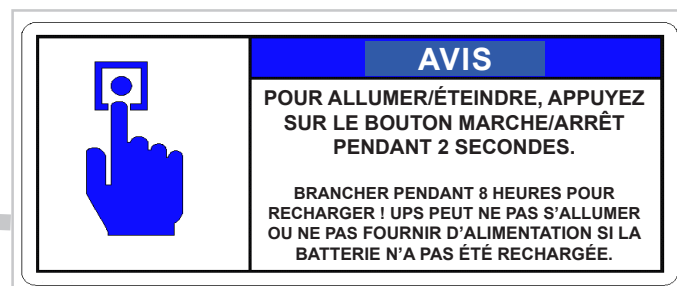 AVIS
POUR ALLUMER/ÉTEINDRE, APPUYEZ
SUR LE BOUTON MARCHE/ARRÊT
PENDANT 2 SECONDES.
BRANCHER PENDANT 8 HEURES POUR
RECHARGER ! UPS PEUT NE PAS S’ALLUMER
OU NE PAS FOURNIR D’ALIMENTATION SI LA
BATTERIE N’A PAS ÉTÉ RECHARGÉE.